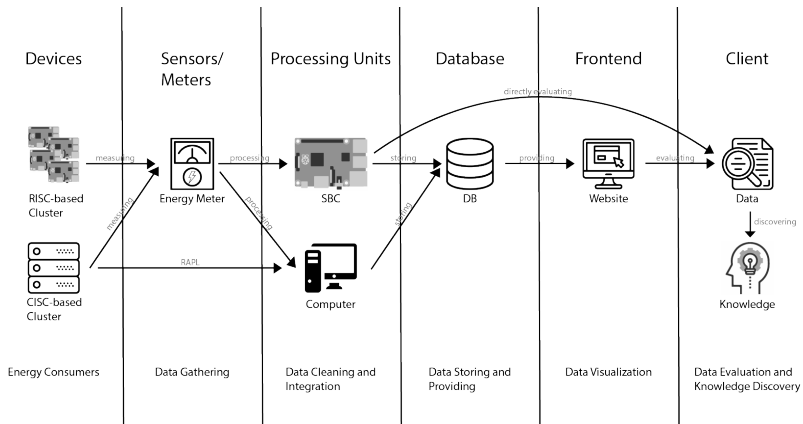 Devices
Sensors/
Meters
Processing Units
Database
Frontend
Client
directly evaluating
measuring
processing
storing
providing
evaluating
RISC-based
Cluster
Energy Meter
SBC
DB
Website
Data
measuring
processing
storing
discovering
RAPL
CISC-based
Cluster
Computer
Knowledge
Energy Consumers
Data Gathering
Data Cleaning and
Integration
Data Storing and
Providing
Data Visualization
Data Evaluation and
Knowledge Discovery